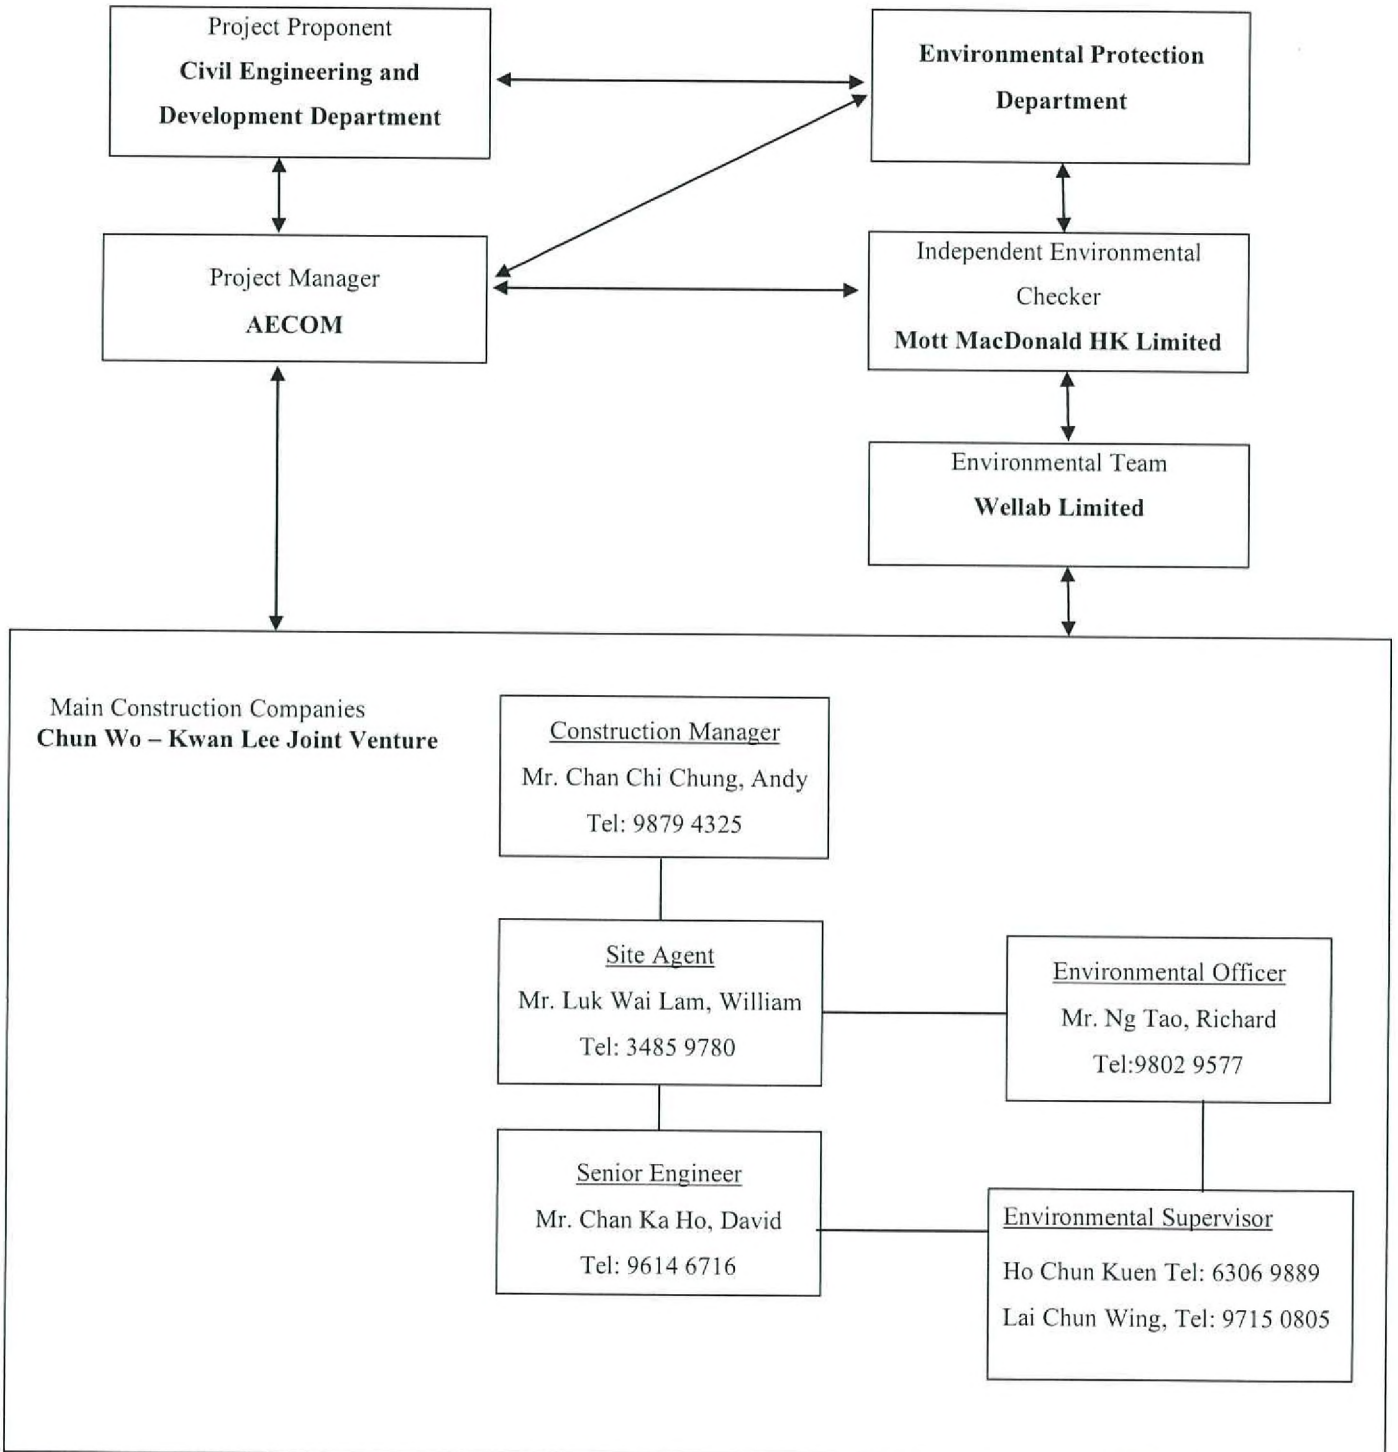 Project Proponent
Civil Engineering and
Development Department
Environmental Protection
Department
Project Manager
AECOM
Independent Environmental
Checker
Mott MacDonald HK Limited
Environmental Team
Wellab Limited
Main Construction Companies
Chun Wo – Kwan Lee Joint Venture
Construction Manager
Mr. Chan Chi Chung, Andy
Tel: 9879 4325
Site Agent
Mr. Luk Wai Lam, William
Tel: 3485 9780
Environmental Officer
Mr. Ng Tao, Richard
Tel:9802 9577
Senior Engineer
Mr. Chan Ka Ho, David
Tel: 9614 6716
Environmental Supervisor
Ho Chun Kuen Tel: 6306 9889
Lai Chun Wing, Tel: 9715 0805